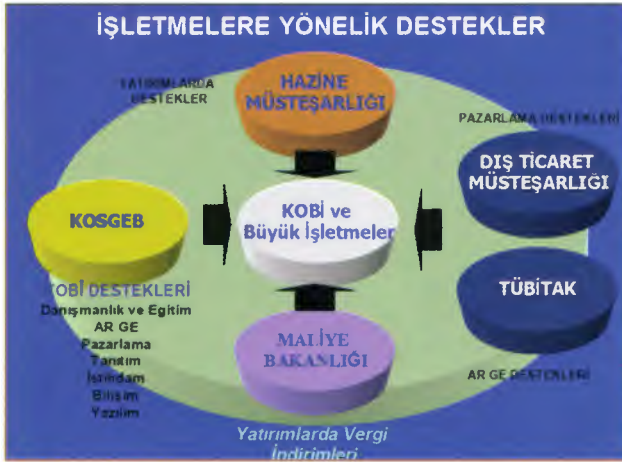 İŞLETMELERE YÖNELİK DESTEKLER
YATIRIMLARDA
DESTEKLER
HAZİNE
MÜSTEŞARLIĞI
PAZARLAMA DESTEKLERİ
DIŞ TİCARET
MÜSTEŞARLIĞI
KOSGEB
KOBİ ve
Büyük İşletmeler
TÜBİTAK
KOBİ DESTEKLERİ
Danışmanlık ve Egitim
AR GE
Pazarlama
Tanıtım
İstihdam
Bilişim
Yazılım
MALİYE
BAKANLIĞI
AR GE DESTEKLERİ
Yatırımlarda Vergi
İndirimleri